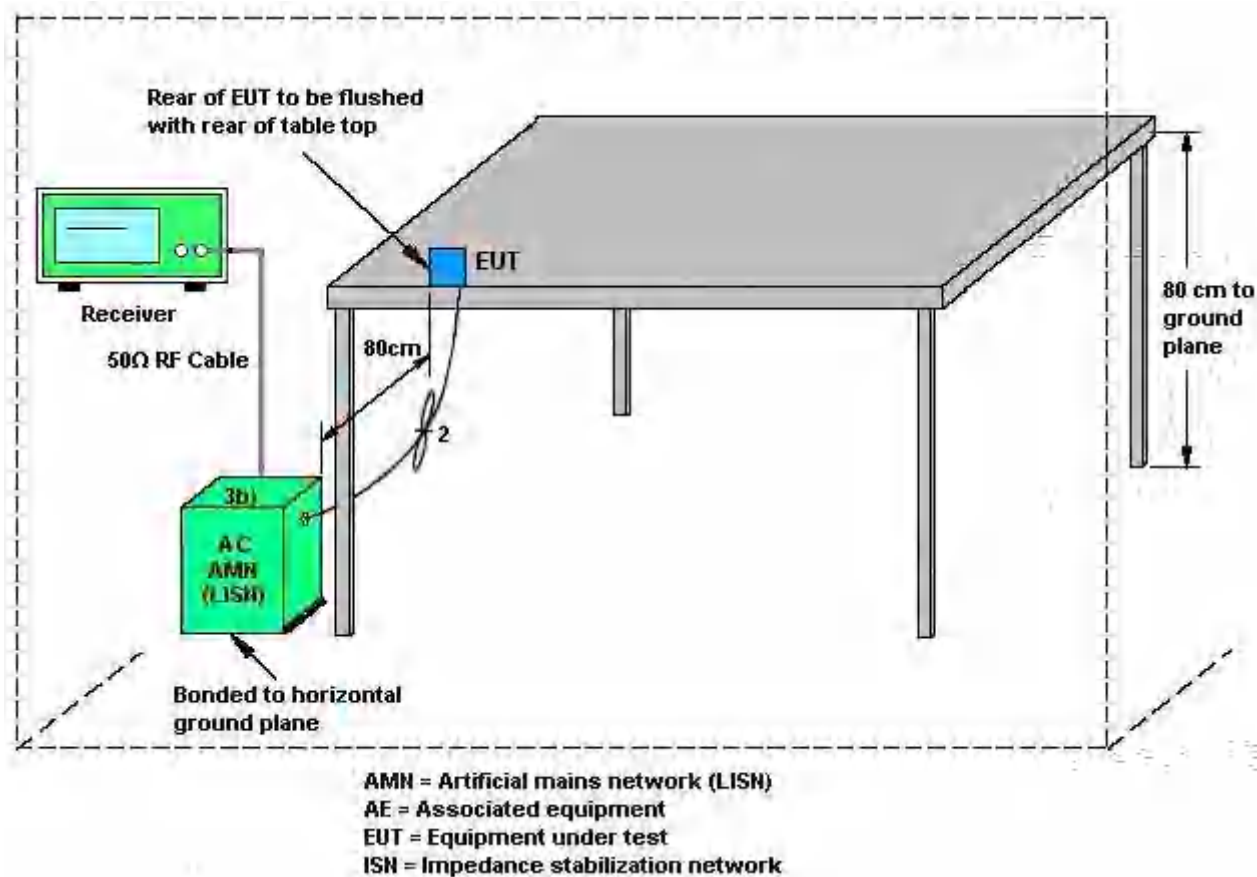 Rear of EUT to be flushed
with rear of table top
EUT
Receiver
50Ω RF Cable
80cm
2
80 cm to
ground
plane
3b)
AC
AMN
(LISN)
Bonded to horizontal
ground plane
AMN = Artificial mains network (LISN)
AE = Associated equipment
EUT = Equipment under test
ISN = Impedance stabilization network